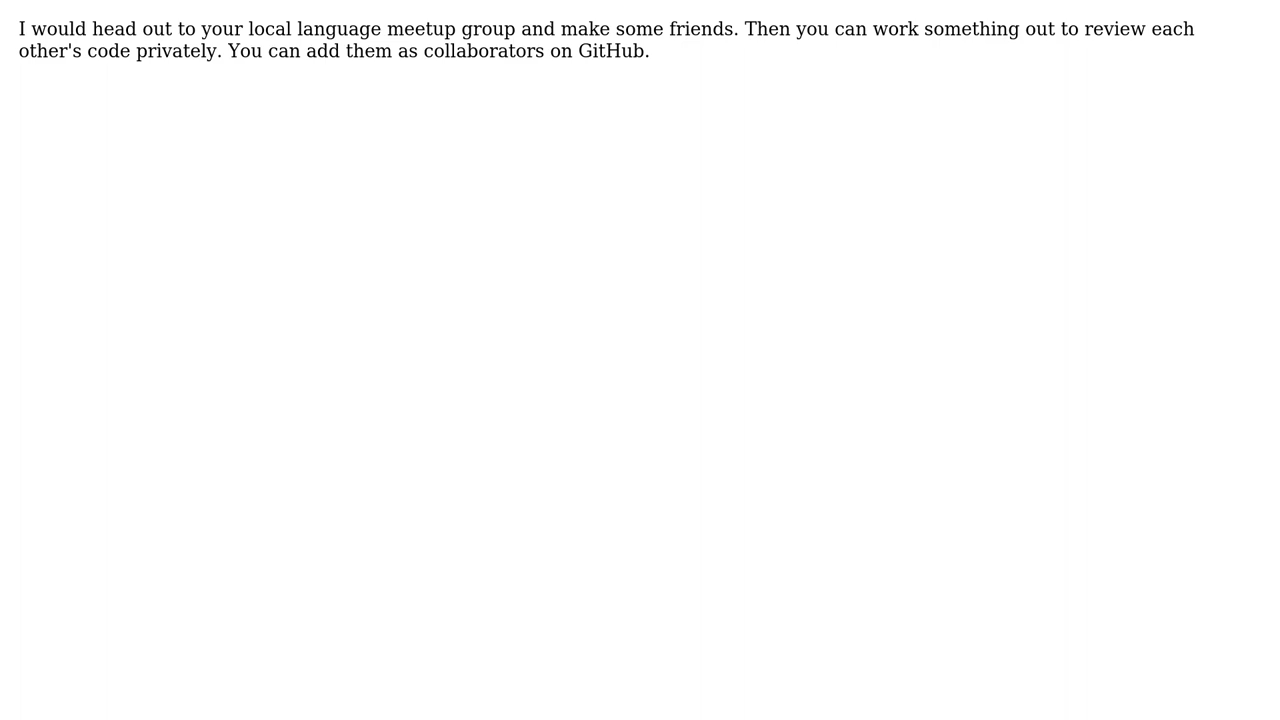 I would head out to your local language meetup group and make some friends. Then you can work something out to review each
other's code privately. You can add them as collaborators on GitHub.